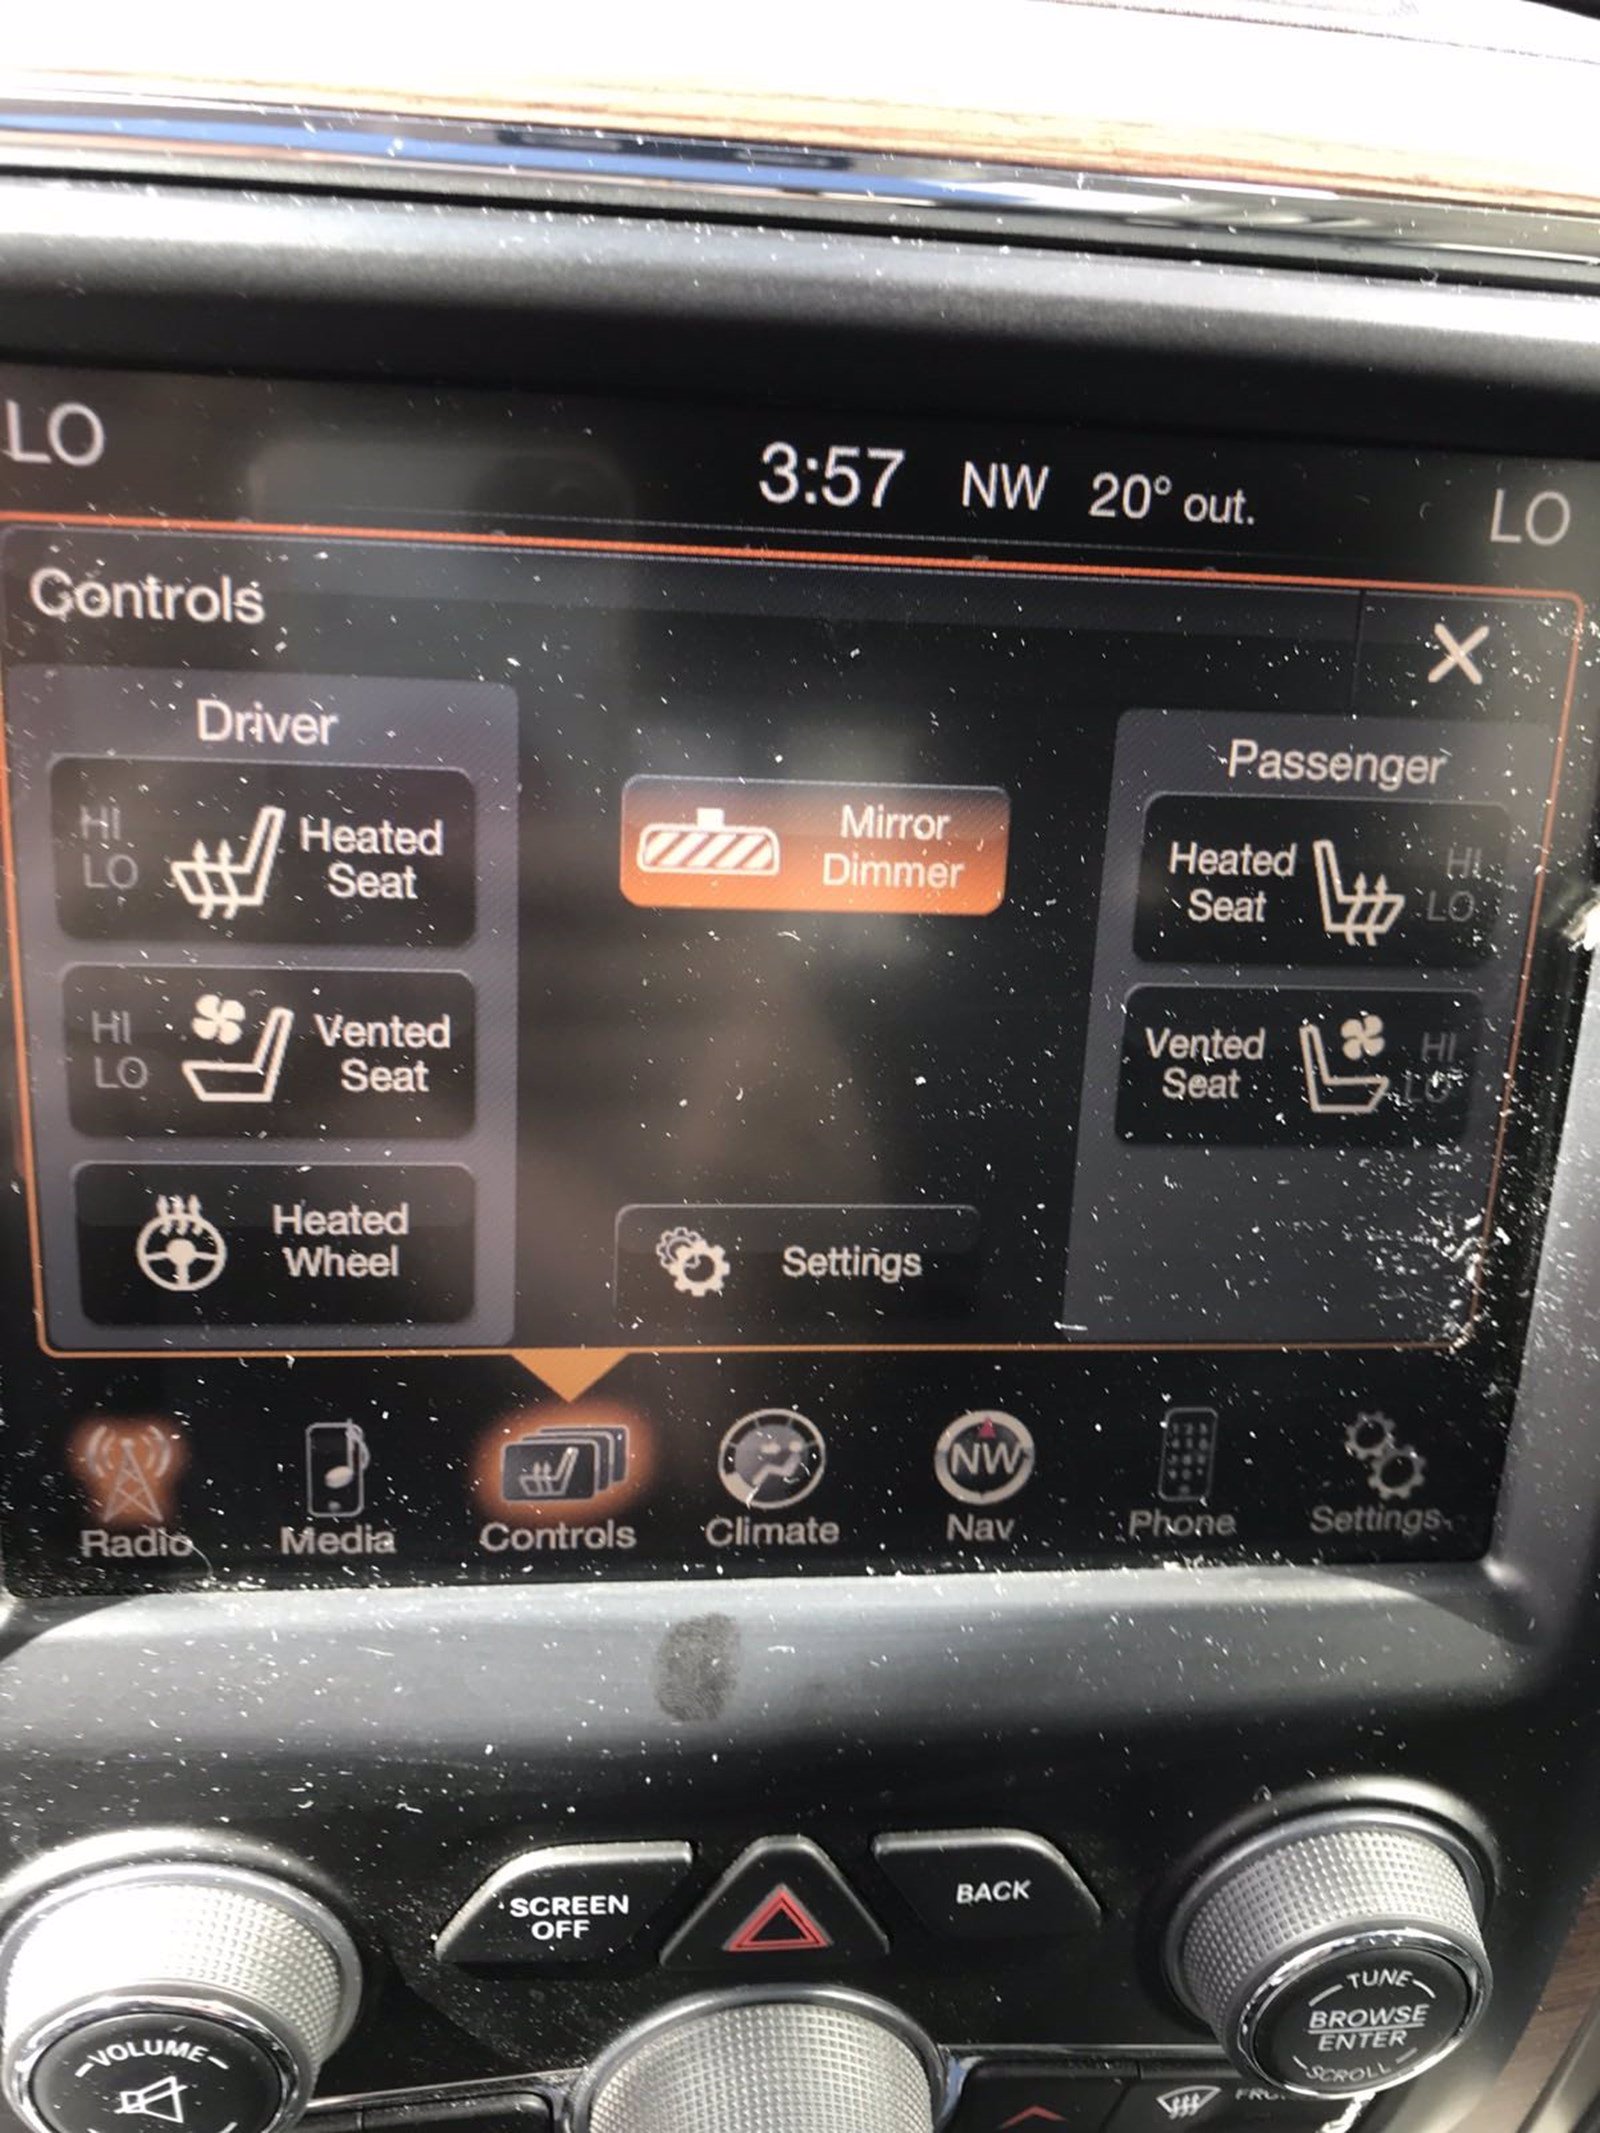 LO
3:57 NW 20° out.
LO
Controls
X
Driver
HI
LO
Heated
Seat
HI
LO
Vented
Seat
Heated
Wheel
Mirror
Dimmer
Settings
Passenger
Heated
Seat
HI
LO
Vented
Seat
HI
LO
Radio
Media
Controls
Climate
NW
Nav
Phone
Settings
SCREEN
OFF
BACK
VOLUME
TUNE
BROWSE
ENTER
SCROLL